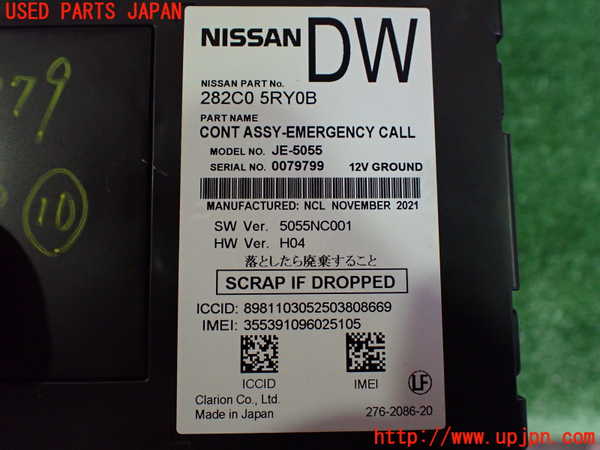 USED PARTS JAPAN
79
10
NISSAN DW
NISSAN PART No.
282C0 5RY0B
PART NAME
CONT ASSY-EMERGENCY CALL
MODEL NO. JE-5055
SERIAL NO. 0079799 12V GROUND
MANUFACTURED: NCL NOVEMBER 2021
SW Ver. 5055NC001
HW Ver. H04
落としたら廃棄すること
SCRAP IF DROPPED
ICCID: 8981103052503808669
IMEI: 355391096025105
ICCID IMEI
LF
Clarion Co., Ltd.
Made in Japan 276-2086-20
http://www.upjpn.com/